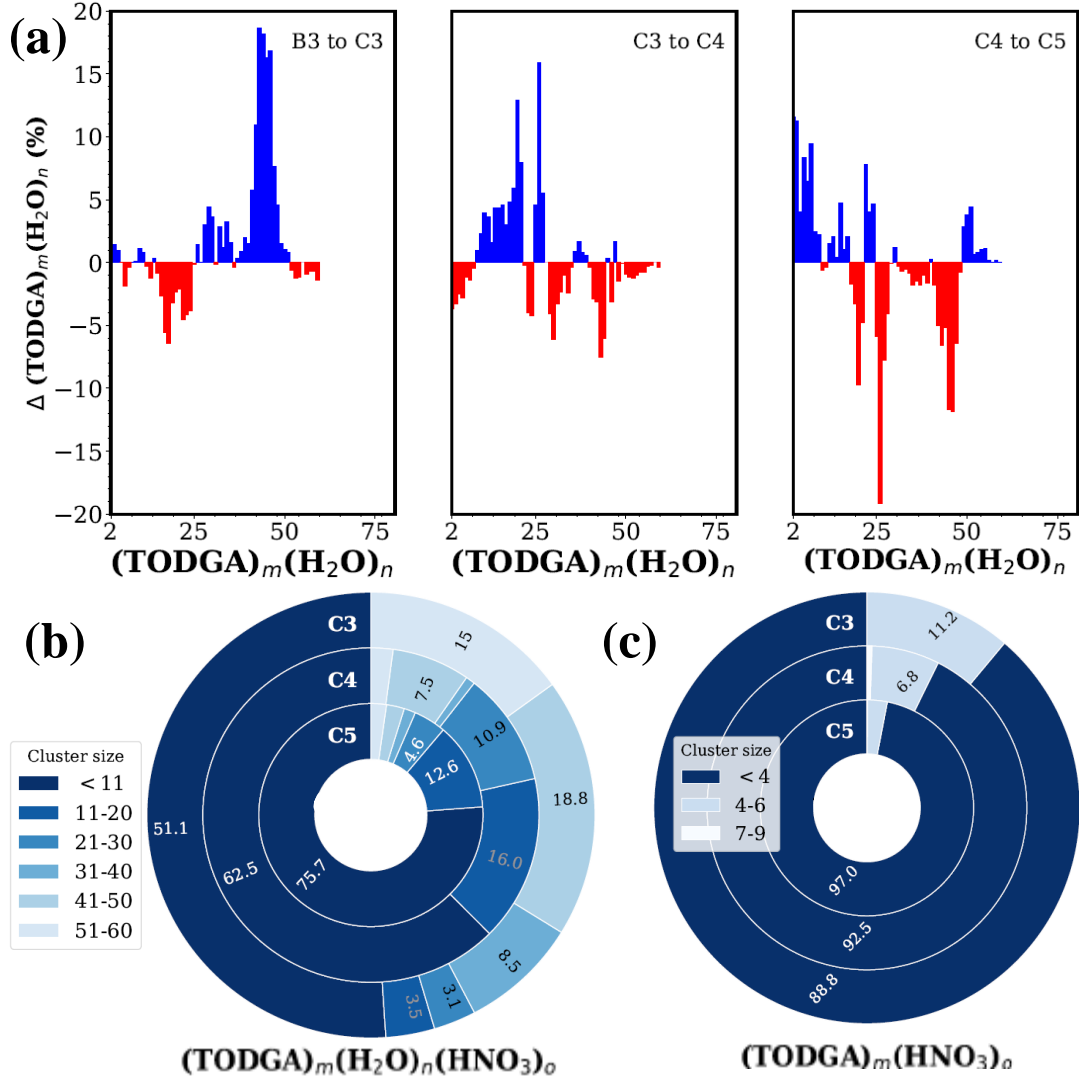 (a)
B3 to C3
C3 to C4
C4 to C5
Δ (TODGA)m(H2O)n (%)
20
15
10
5
0
−5
−10
−15
−20
2 25 50 75
2 25 50 75
2 25 50 75
(TODGA)m(H2O)n
(TODGA)m(H2O)n
(TODGA)m(H2O)n
(b)
C3
C4
C5
15
7.5
4.6
10.9
12.6
18.8
16.0
8.5
3.1
3.5
51.1
62.5
75.7
Cluster size
< 11
11-20
21-30
31-40
41-50
51-60
(TODGA)m(H2O)n(HNO3)o
(c)
C3
C4
C5
11.2
6.8
Cluster size
< 4
4-6
7-9
97.0
92.5
88.8
(TODGA)m(HNO3)o